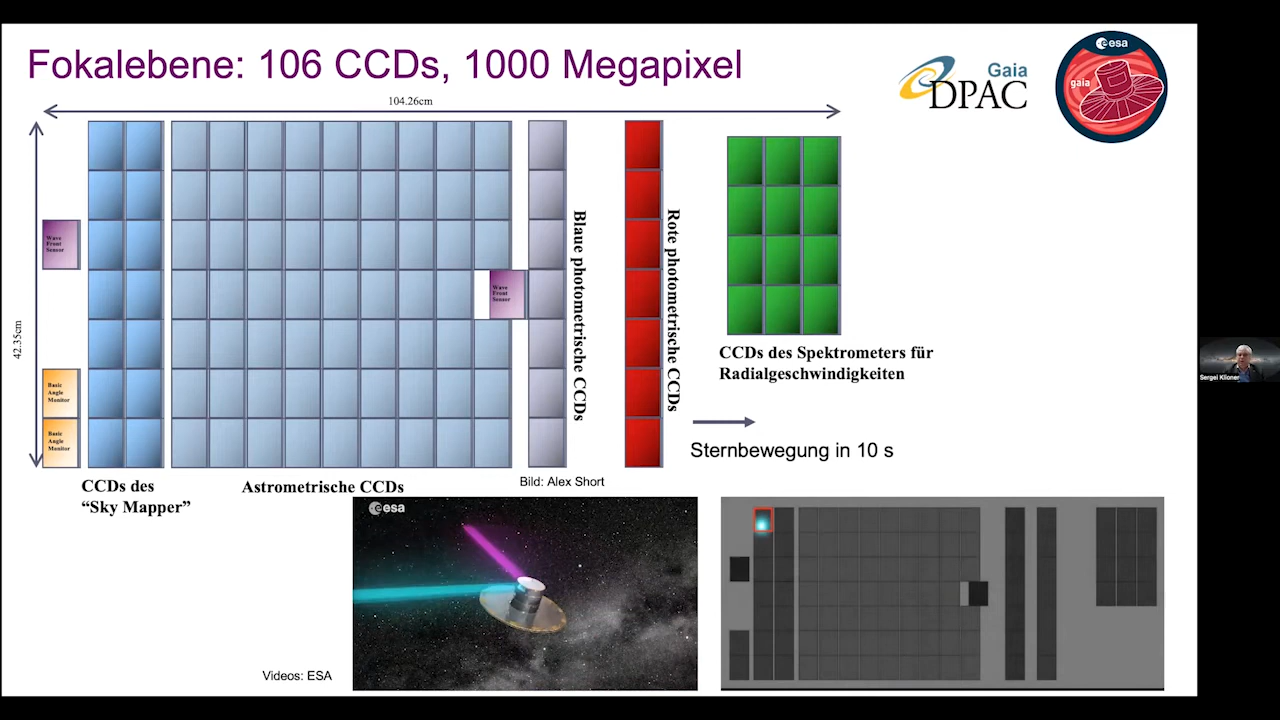 Fokalebene: 106 CCDs, 1000 Megapixel
esa
gaia
Gaia
DPAC
104.26cm
42.35cm
Wave
Front
Sensor
Wave
Front
Sensor
Basic
Angle
Monitor
Basic
Angle
Monitor
Blaue photometrische CCDs
Rote photometrische CCDs
CCDs des Spektrometers für
Radialgeschwindigkeiten
Sternbewegung in 10 s
CCDs des
“Sky Mapper”
Astrometrische CCDs
Bild: Alex Short
esa
Videos: ESA
Sergei Klioner